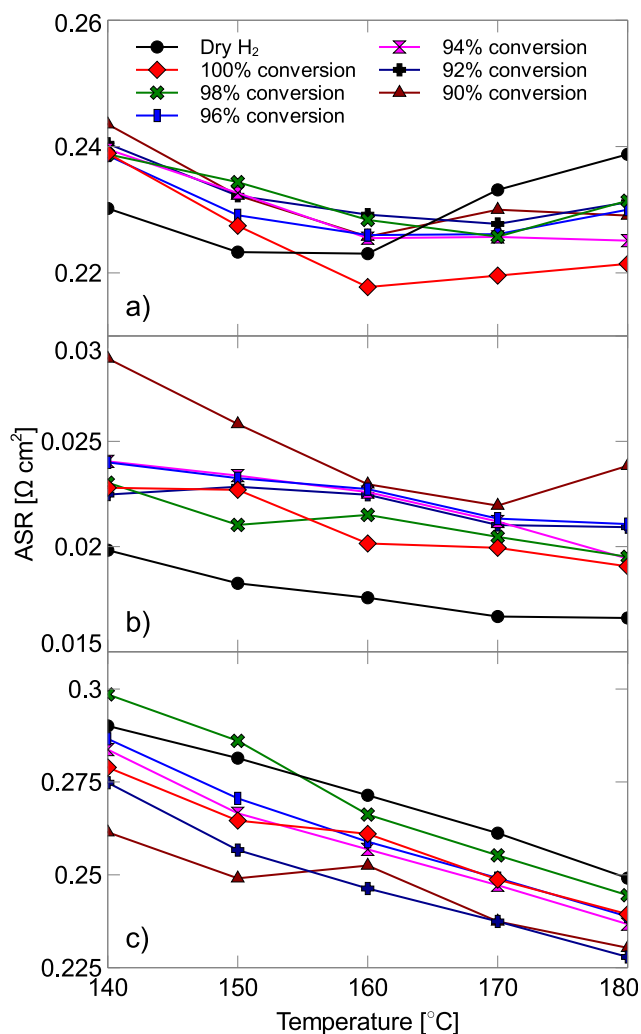 0.26
Dry H₂
100% conversion
98% conversion
96% conversion
94% conversion
92% conversion
90% conversion
0.24
0.22
a)
0.03
0.025
0.02
0.015
b)
ASR [Ω cm²]
0.3
0.275
0.25
0.225
c)
140 150 160 170 180
Temperature [°C]